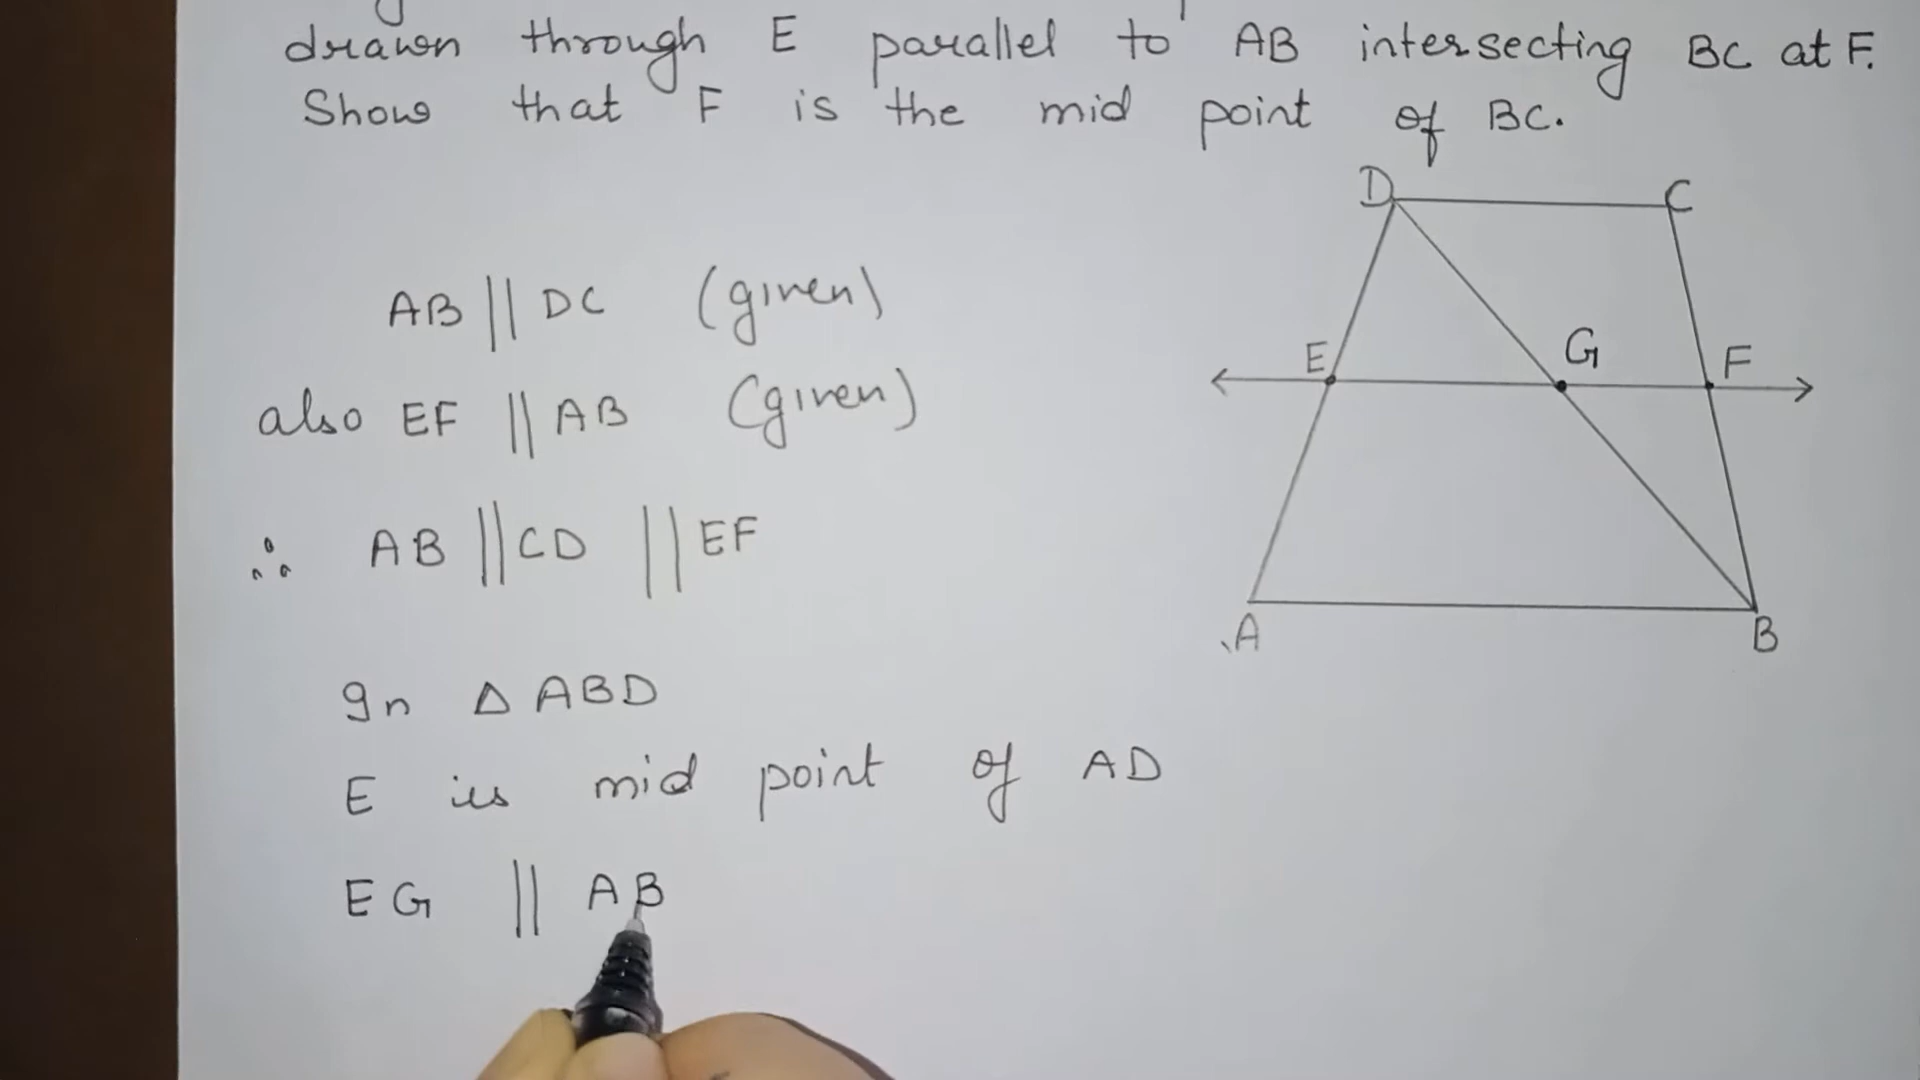 drawn through E parallel to AB intersecting BC at F.
Show that F is the mid point of BC.
D C
AB || DC (given)
E G F
also EF || AB (given)
∴ AB || CD || EF
A B
In △ ABD
E is mid point of AD
EG || AB